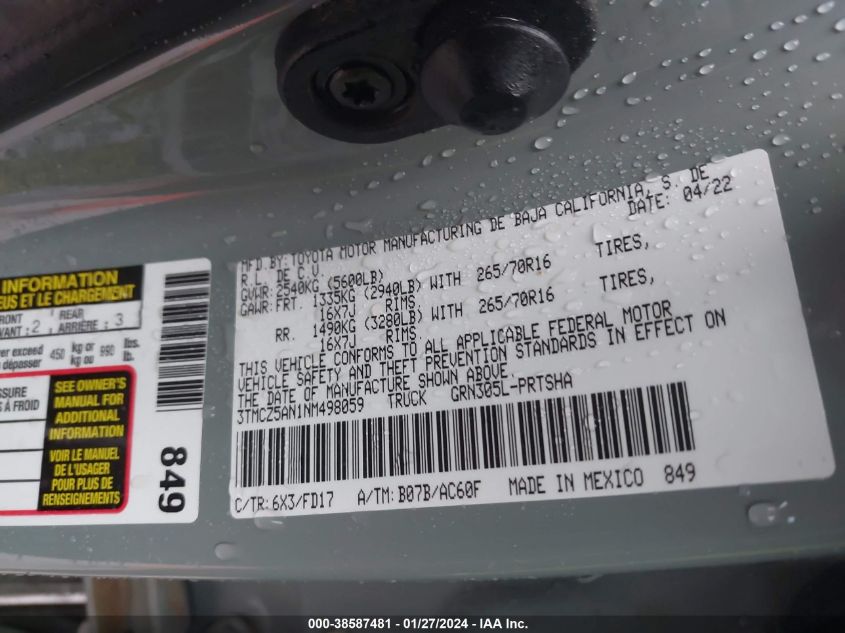 INFORMATION
EUS ET LE CHARGEMENT
FRONT
VANT : 2
REAR
ARRIÈRE : 3
ver exceed 450 kg or 990 lbs.
dépasser kg ou lb.
SSURE
S À FROID
SEE OWNER'S
MANUAL FOR
ADDITIONAL
INFORMATION
VOIR LE MANUEL
DE L'USAGER
POUR PLUS DE
RENSEIGNEMENTS
849
MFD BY: TOYOTA MOTOR MANUFACTURING DE BAJA CALIFORNIA, S. DE
R.L. DE C.V. DATE: 04/22
GVWR: 2540KG (5600LB)
GAWR: FRT. 1335KG (2940LB) WITH 265/70R16 TIRES,
16X7J RIMS
RR. 1490KG (3280LB) WITH 265/70R16 TIRES,
16X7J RIMS
THIS VEHICLE CONFORMS TO ALL APPLICABLE FEDERAL MOTOR
VEHICLE SAFETY AND THEFT PREVENTION STANDARDS IN EFFECT ON
THE DATE OF MANUFACTURE SHOWN ABOVE.
3TMCZ5AN1NM498059 TRUCK GRN305L-PRTSHA
C/TR: 6X3/FD17 A/TM: B07B/AC60F MADE IN MEXICO 849
000-38587481 - 01/27/2024 - IAA Inc.